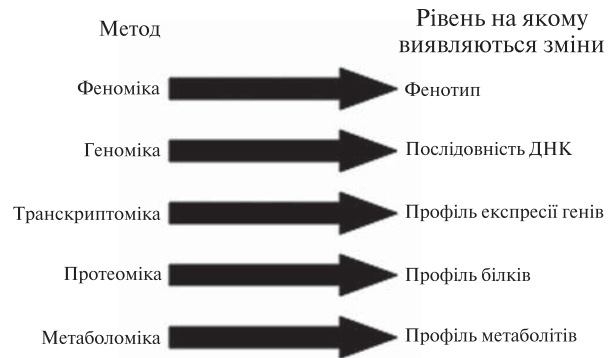 Метод
Рівень на якому
виявляються зміни
Феноміка
Фенотип
Геноміка
Послідовність ДНК
Транскриптоміка
Профіль експресії генів
Протеоміка
Профіль білків
Метаболоміка
Профіль метаболітів